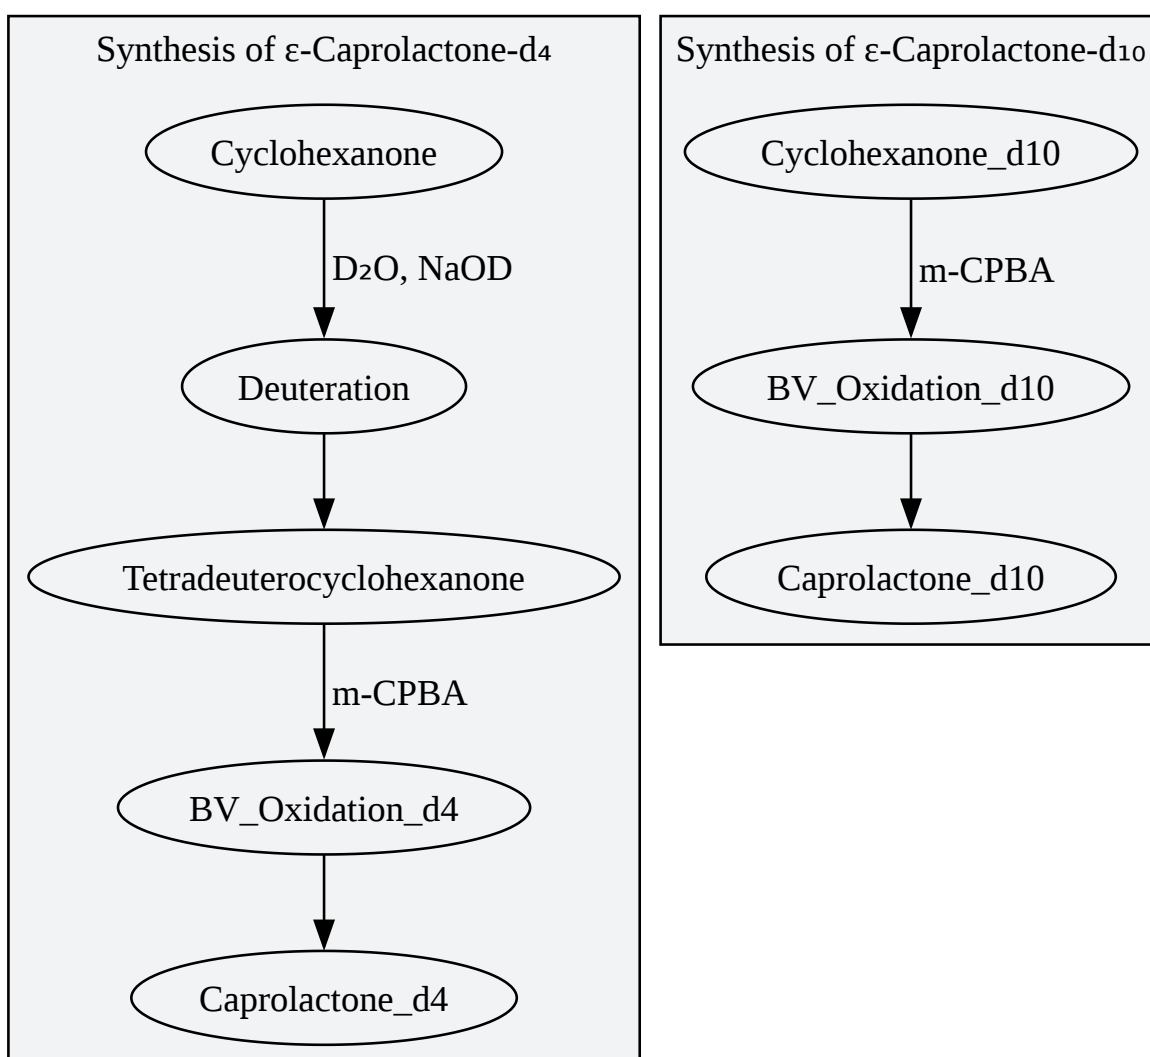 Synthesis of ε-Caprolactone-d₄
Cyclohexanone
D₂O, NaOD
Deuteration
Tetradeuterocyclohexanone
m-CPBA
BV_Oxidation_d4
Caprolactone_d4
Synthesis of ε-Caprolactone-d₁₀
Cyclohexanone_d10
m-CPBA
BV_Oxidation_d10
Caprolactone_d10